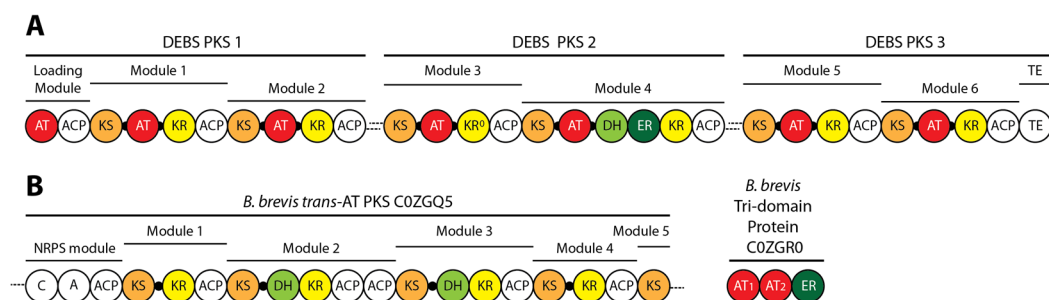 A
DEBS PKS 1
DEBS PKS 2
DEBS PKS 3
Loading
Module
Module 1
Module 2
Module 3
Module 4
Module 5
Module 6
TE
AT ACP KS AT KR ACP KS AT KR ACP KS AT KR⁰ ACP KS AT DH ER KR ACP KS AT KR ACP KS AT KR ACP TE
B
B. brevis trans-AT PKS C0ZGQ5
NRPS module
Module 1
Module 2
Module 3
Module 4
Module 5
C A ACP KS KR ACP KS DH KR ACP ACP KS DH KR ACP KS KR ACP KS
B. brevis
Tri-domain
Protein
C0ZGR0
AT1 AT2 ER